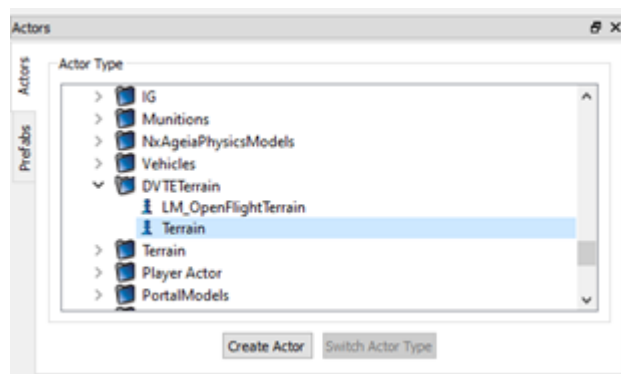 Actors
Actors
Prefabs
Actor Type
IG
Munitions
NxAgeiaPhysicsModels
Vehicles
DVTETerrain
LM_OpenFlightTerrain
Terrain
Terrain
Player Actor
PortalModels
Create Actor
Switch Actor Type